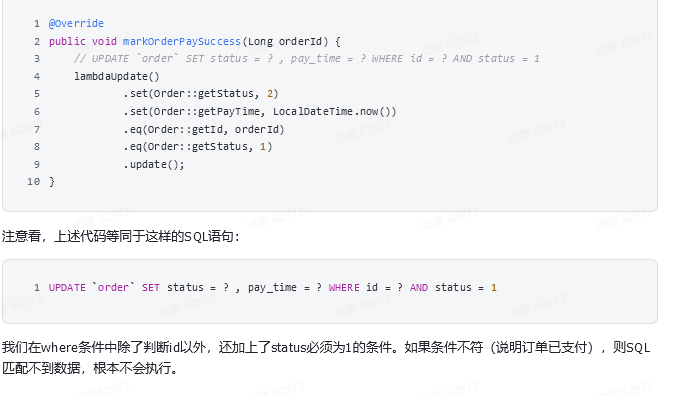 1 @Override
2 public void markOrderPaySuccess(Long orderId) {
3     // UPDATE `order` SET status = ? , pay_time = ? WHERE id = ? AND status = 1
4     lambdaUpdate()
5             .set(Order::getStatus, 2)
6             .set(Order::getPayTime, LocalDateTime.now())
7             .eq(Order::getId, orderId)
8             .eq(Order::getStatus, 1)
9             .update();
10 }
注意看，上述代码等同于这样的SQL语句：
1 UPDATE `order` SET status = ? , pay_time = ? WHERE id = ? AND status = 1
我们在where条件中除了判断id以外，还加上了status必须为1的条件。如果条件不符（说明订单已支付），则SQL
匹配不到数据，根本不会执行。